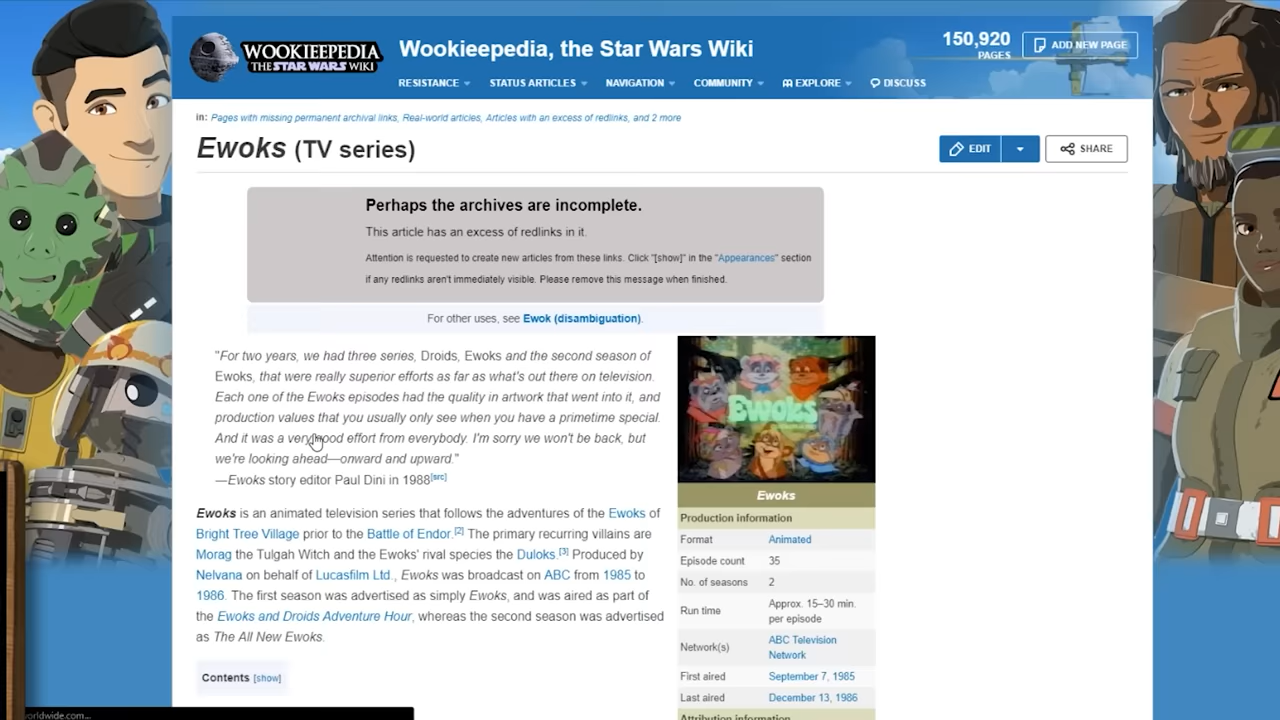 WOOKIEEPEDIA
THE STAR WARS WIKI
Wookieepedia, the Star Wars Wiki
150,920
PAGES
ADD NEW PAGE
RESISTANCE
STATUS ARTICLES
NAVIGATION
COMMUNITY
EXPLORE
DISCUSS
in: Pages with missing permanent archival links, Real-world articles, Articles with an excess of redlinks, and 2 more
Ewoks (TV series)
EDIT
SHARE
Perhaps the archives are incomplete.
This article has an excess of redlinks in it.
Attention is requested to create new articles from these links. Click "[show]" in the "Appearances" section
if any redlinks aren't immediately visible. Please remove this message when finished.
For other uses, see Ewok (disambiguation).
"For two years, we had three series, Droids, Ewoks and the second season of
Ewoks, that were really superior efforts as far as what's out there on television.
Each one of the Ewoks episodes had the quality in artwork that went into it, and
production values that you usually only see when you have a primetime special.
And it was a very good effort from everybody. I'm sorry we won't be back, but
we're looking ahead—onward and upward."
—Ewoks story editor Paul Dini in 1988[src]
Ewoks is an animated television series that follows the adventures of the Ewoks of
Bright Tree Village prior to the Battle of Endor.[2] The primary recurring villains are
Morag the Tulgah Witch and the Ewoks' rival species the Duloks.[3] Produced by
Nelvana on behalf of Lucasfilm Ltd., Ewoks was broadcast on ABC from 1985 to
1986. The first season was advertised as simply Ewoks, and was aired as part of
the Ewoks and Droids Adventure Hour, whereas the second season was advertised
as The All New Ewoks.
Contents [show]
Ewoks
Ewoks
Production information
Format Animated
Episode count 35
No. of seasons 2
Run time Approx. 15–30 min.
per episode
Network(s) ABC Television
Network
First aired September 7, 1985
Last aired December 13, 1986
Attribution information
orldwide.com...